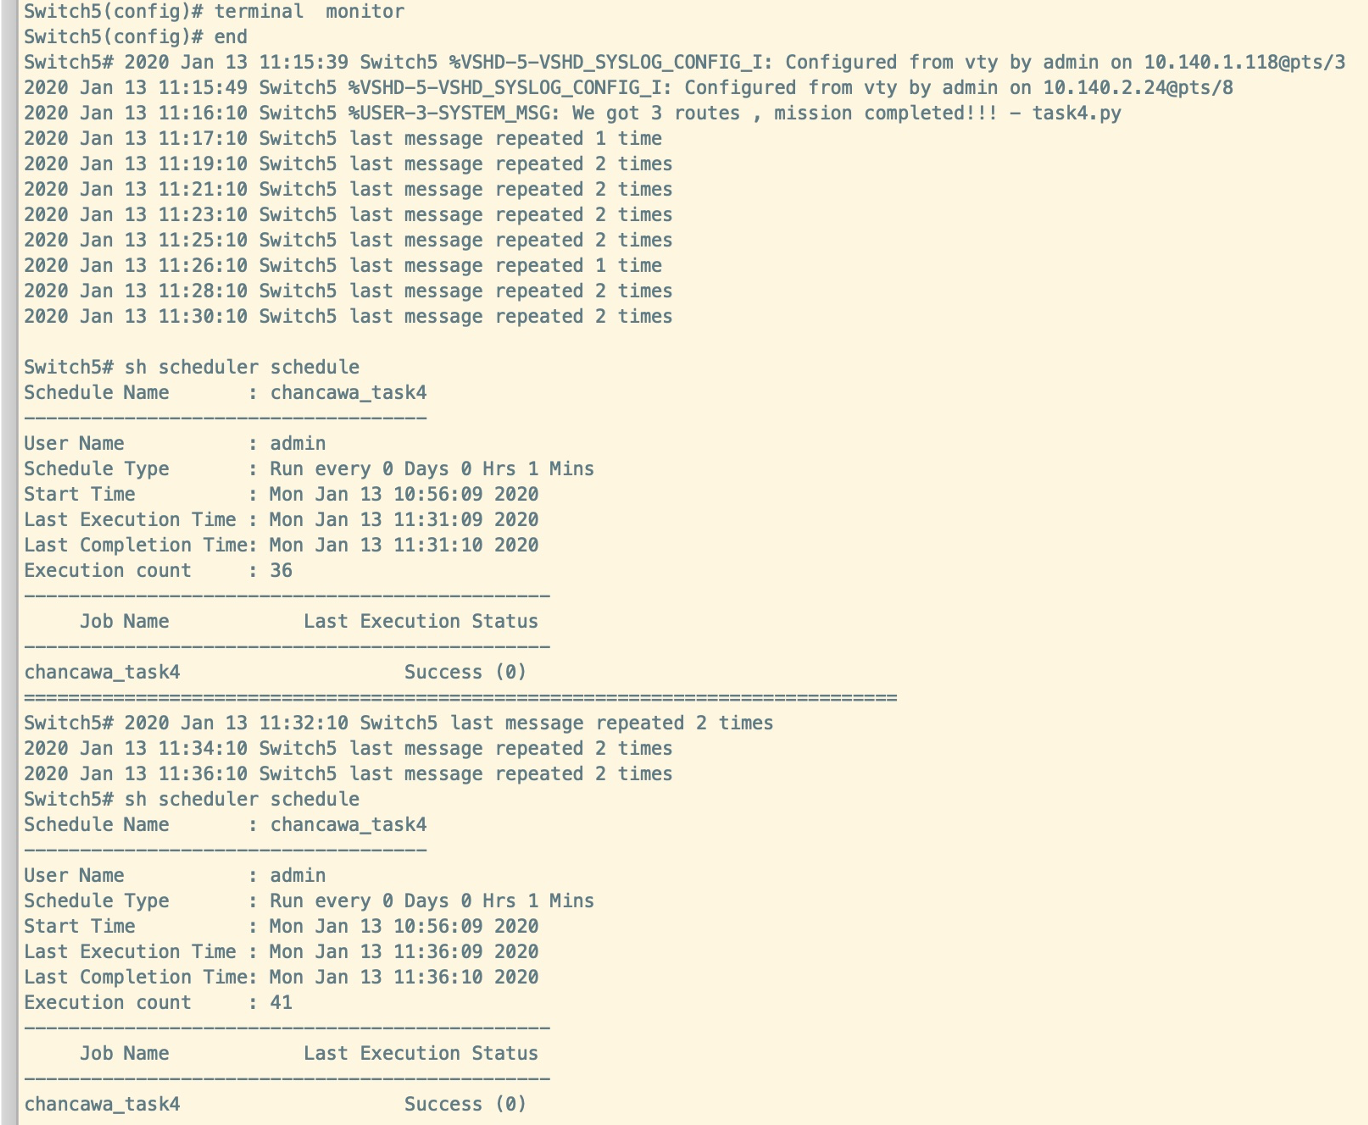 Switch5(config)# terminal  monitor
Switch5(config)# end
Switch5# 2020 Jan 13 11:15:39 Switch5 %VSHD-5-VSHD_SYSLOG_CONFIG_I: Configured from vty by admin on 10.140.1.118@pts/3
2020 Jan 13 11:15:49 Switch5 %VSHD-5-VSHD_SYSLOG_CONFIG_I: Configured from vty by admin on 10.140.2.24@pts/8
2020 Jan 13 11:16:10 Switch5 %USER-3-SYSTEM_MSG: We got 3 routes , mission completed!!! - task4.py
2020 Jan 13 11:17:10 Switch5 last message repeated 1 time
2020 Jan 13 11:19:10 Switch5 last message repeated 2 times
2020 Jan 13 11:21:10 Switch5 last message repeated 2 times
2020 Jan 13 11:23:10 Switch5 last message repeated 2 times
2020 Jan 13 11:25:10 Switch5 last message repeated 2 times
2020 Jan 13 11:26:10 Switch5 last message repeated 1 time
2020 Jan 13 11:28:10 Switch5 last message repeated 2 times
2020 Jan 13 11:30:10 Switch5 last message repeated 2 times

Switch5# sh scheduler schedule
Schedule Name       : chancawa_task4
------------------------------------
User Name           : admin
Schedule Type       : Run every 0 Days 0 Hrs 1 Mins
Start Time          : Mon Jan 13 10:56:09 2020
Last Execution Time : Mon Jan 13 11:31:09 2020
Last Completion Time: Mon Jan 13 11:31:10 2020
Execution count     : 36
-----------------------------------------------
     Job Name            Last Execution Status
-----------------------------------------------
chancawa_task4                    Success (0)
==============================================================================
Switch5# 2020 Jan 13 11:32:10 Switch5 last message repeated 2 times
2020 Jan 13 11:34:10 Switch5 last message repeated 2 times
2020 Jan 13 11:36:10 Switch5 last message repeated 2 times
Switch5# sh scheduler schedule
Schedule Name       : chancawa_task4
------------------------------------
User Name           : admin
Schedule Type       : Run every 0 Days 0 Hrs 1 Mins
Start Time          : Mon Jan 13 10:56:09 2020
Last Execution Time : Mon Jan 13 11:36:09 2020
Last Completion Time: Mon Jan 13 11:36:10 2020
Execution count     : 41
-----------------------------------------------
     Job Name            Last Execution Status
-----------------------------------------------
chancawa_task4                    Success (0)